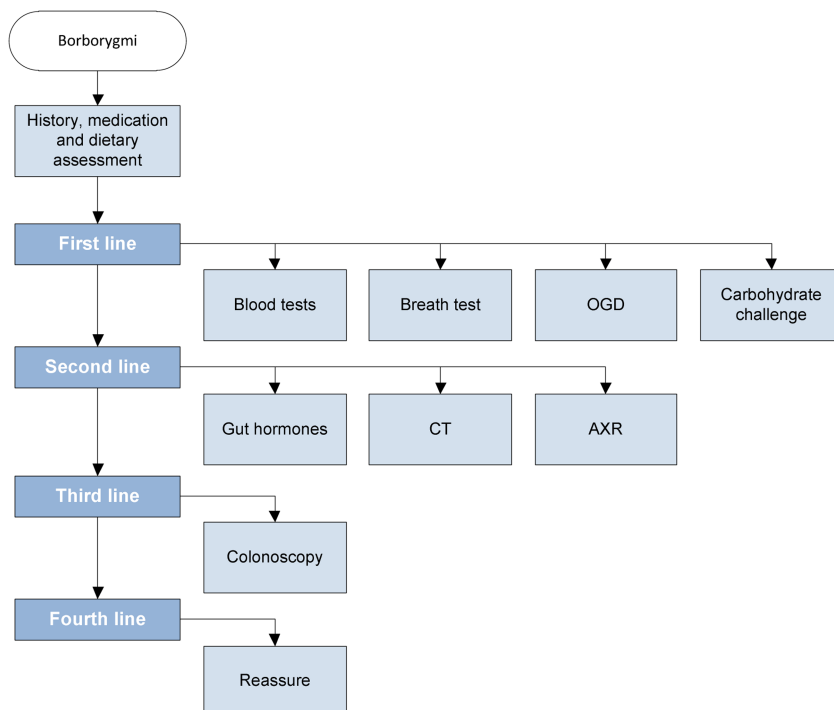 Borborygmi
History, medication
and dietary
assessment
First line
Blood tests
Breath test
OGD
Carbohydrate
challenge
Second line
Gut hormones
CT
AXR
Third line
Colonoscopy
Fourth line
Reassure